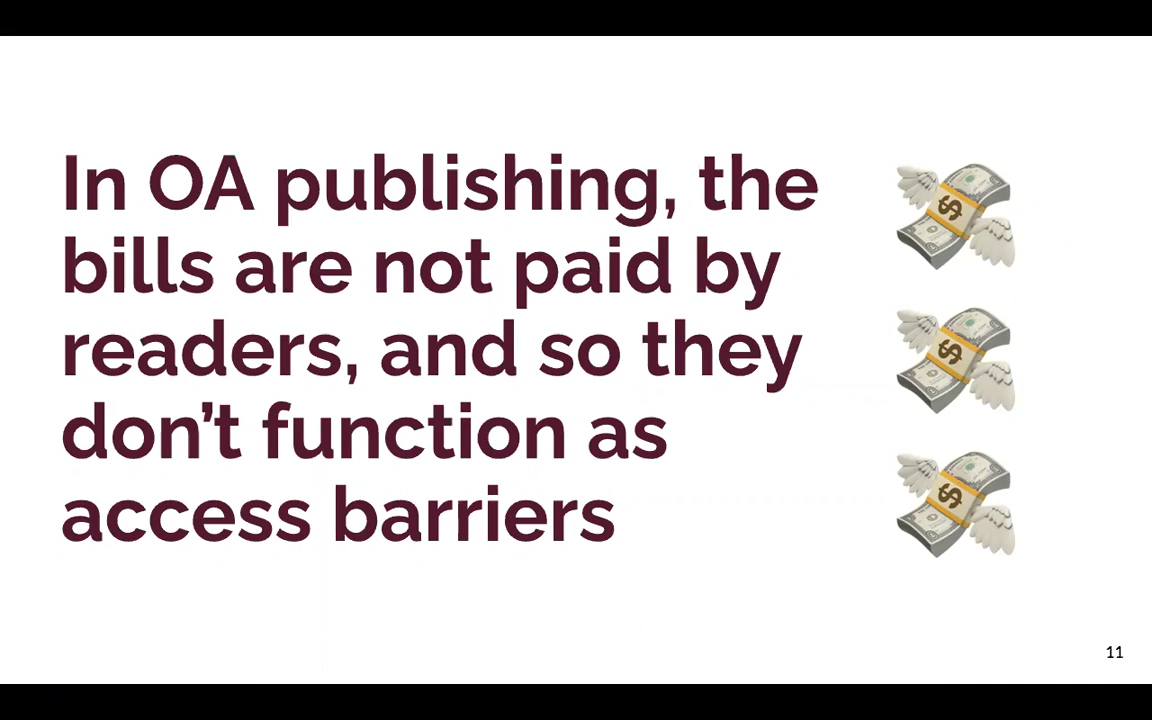 In OA publishing, the
bills are not paid by
readers, and so they
don’t function as
access barriers
11